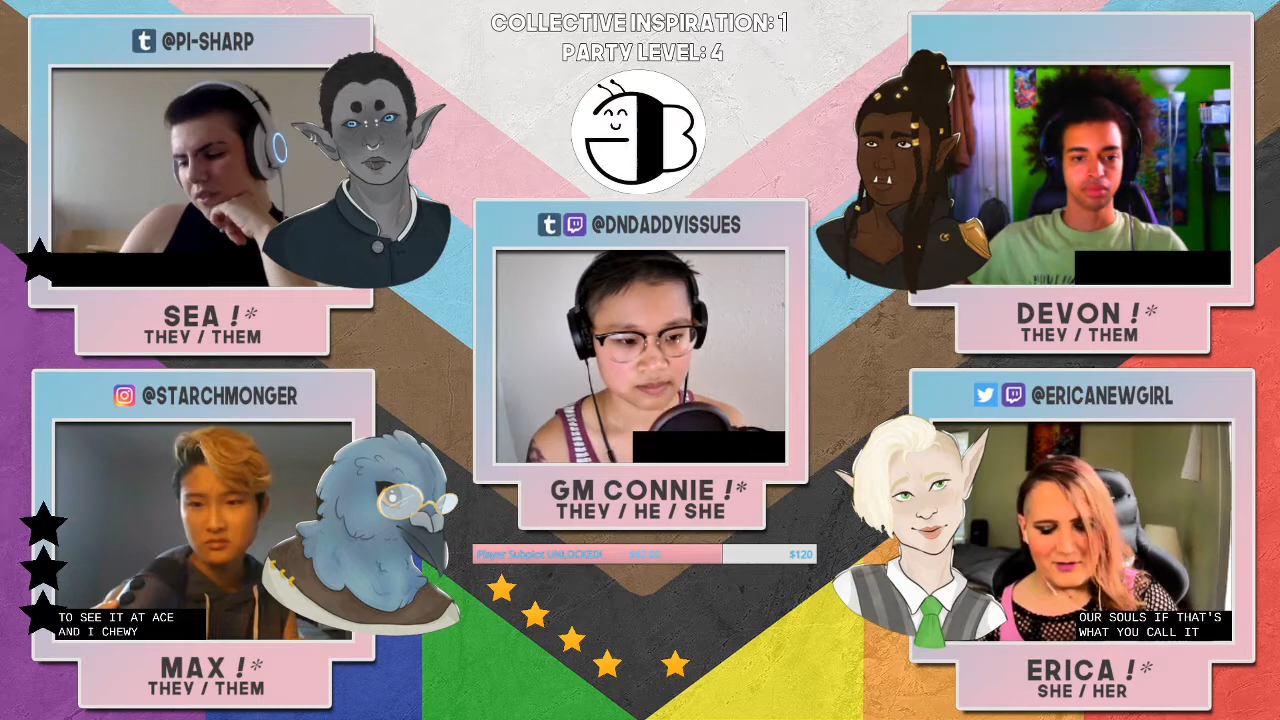 COLLECTIVE INSPIRATION: 1
PARTY LEVEL: 4
@PI-SHARP
SEA !*
THEY / THEM
DEVON !*
THEY / THEM
@DNDADDYISSUES
GM CONNIE !*
THEY / HE / SHE
@STARCHMONGER
TO SEE IT AT ACE
AND I CHEWY
MAX !*
THEY / THEM
@ERICANEWGIRL
OUR SOULS IF THAT'S
WHAT YOU CALL IT
ERICA !*
SHE / HER
Player Subplot UNLOCKED! $120